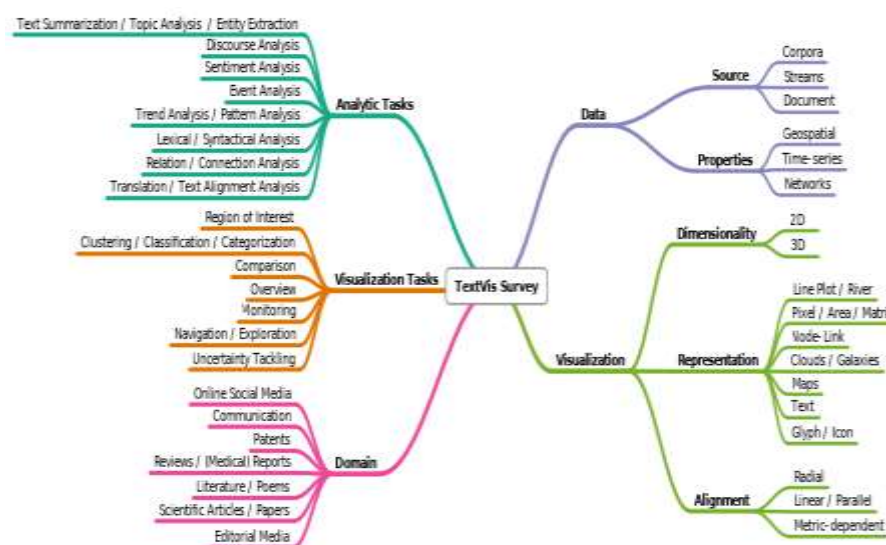 Text Summarization / Topic Analysis / Entity Extraction
Discourse Analysis
Sentiment Analysis
Event Analysis
Trend Analysis / Pattern Analysis
Lexical / Syntactical Analysis
Relation / Connection Analysis
Translation / Text Alignment Analysis
Analytic Tasks
Region of Interest
Clustering / Classification / Categorization
Comparison
Overview
Monitoring
Navigation / Exploration
Uncertainty Tackling
Visualization Tasks
Online Social Media
Communication
Patents
Reviews / (Medical) Reports
Literature / Poems
Scientific Articles / Papers
Editorial Media
Domain
TextVis Survey
Data
Source
Corpora
Streams
Document
Properties
Geospatial
Time-series
Networks
Visualization
Dimensionality
2D
3D
Representation
Line Plot / River
Pixel / Area / Matri
Node-Link
Clouds / Galaxies
Maps
Text
Glyph / Icon
Alignment
Radial
Linear / Parallel
Metric-dependent